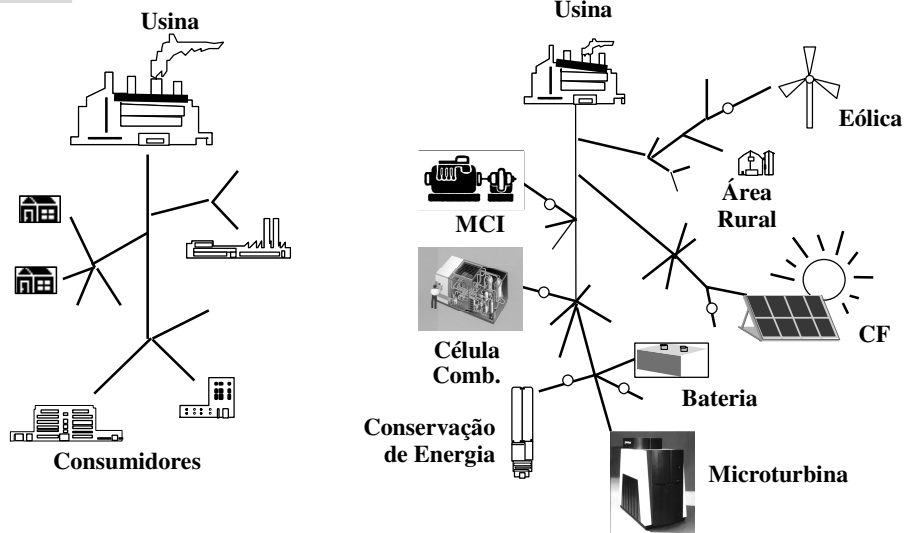 Usina
Consumidores
Usina
Eólica
Área
Rural
MCI
CF
Célula
Comb.
Bateria
Conservação
de Energia
Microturbina